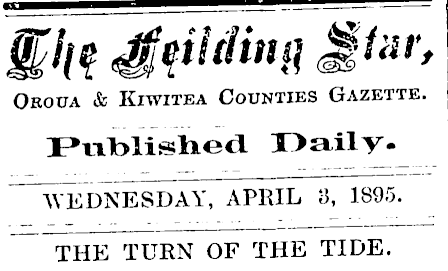 The Feilding Star,
OROUA & KIWITEA COUNTIES GAZETTE.
Published Daily.
WEDNESDAY, APRIL 3, 1895.
THE TURN OF THE TIDE.